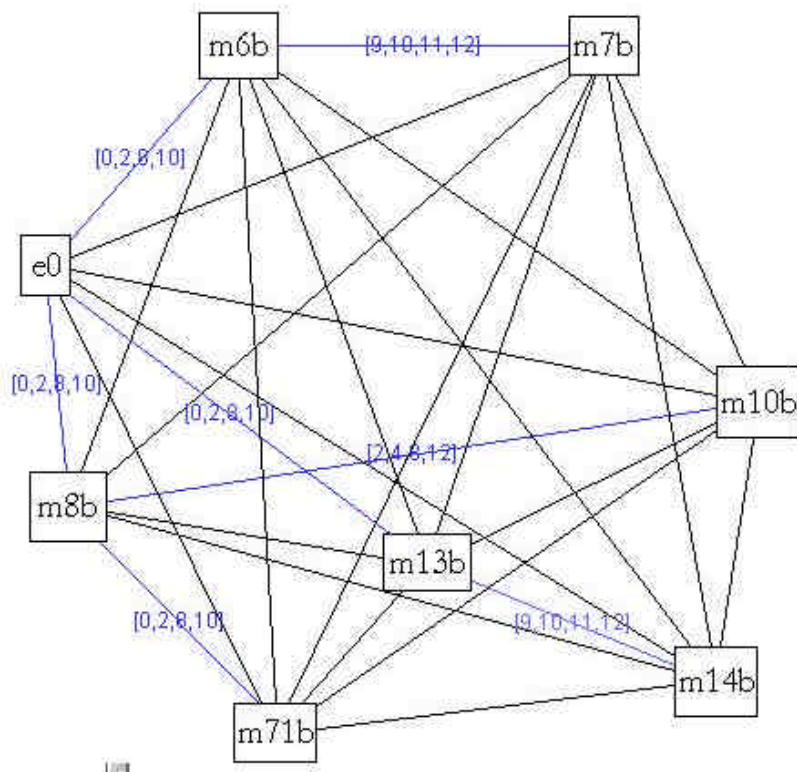 m6b
[9,10,11,12]
m7b
[0,2,8,10]
e0
[0,2,8,10]
[0,2,8,10]
m10b
[2,4,8,12]
m8b
m13b
[0,2,8,10]
[9,10,11,12]
m14b
m71b